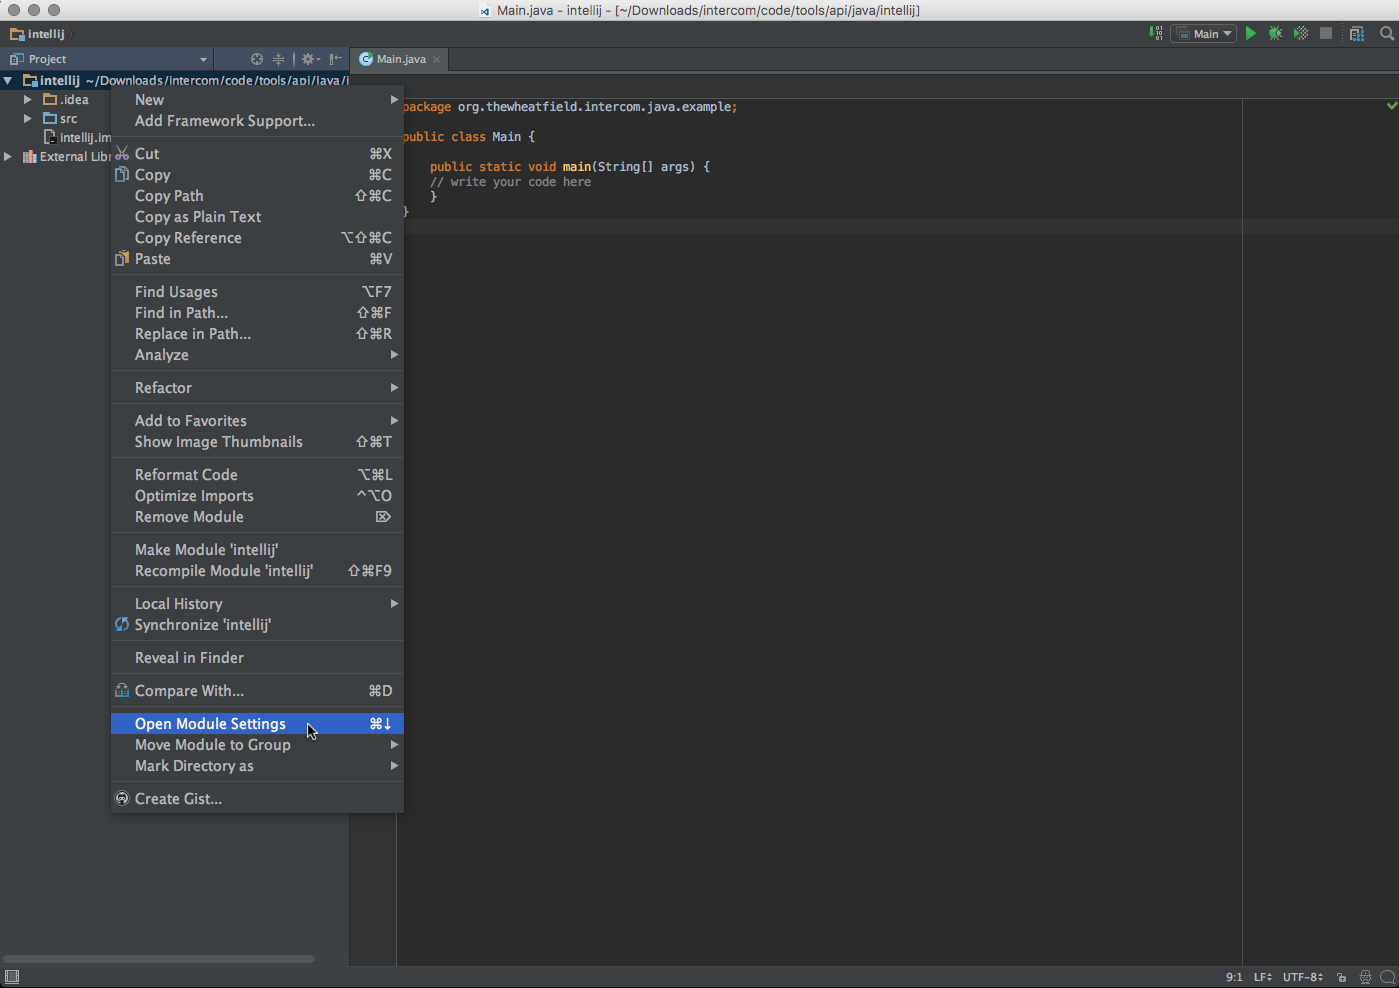 Main.java - intellij - [~/Downloads/intercom/code/tools/api/java/intellij]
intellij
Main
Project
Main.java
intellij ~/Downloads/intercom/code/tools/api/java/i
.idea
src
intellij.im
External Libr
New
Add Framework Support...
Cut ⌘X
Copy ⌘C
Copy Path ⇧⌘C
Copy as Plain Text
Copy Reference ⌥⇧⌘C
Paste ⌘V
Find Usages ⌥F7
Find in Path... ⇧⌘F
Replace in Path... ⇧⌘R
Analyze
Refactor
Add to Favorites
Show Image Thumbnails ⇧⌘T
Reformat Code ⌥⌘L
Optimize Imports ^⌥O
Remove Module ⌦
Make Module 'intellij'
Recompile Module 'intellij' ⇧⌘F9
Local History
Synchronize 'intellij'
Reveal in Finder
Compare With... ⌘D
Open Module Settings ⌘↓
Move Module to Group
Mark Directory as
Create Gist...
package org.thewheatfield.intercom.java.example;
public class Main {
public static void main(String[] args) {
// write your code here
}
}
9:1 LF÷ UTF-8÷